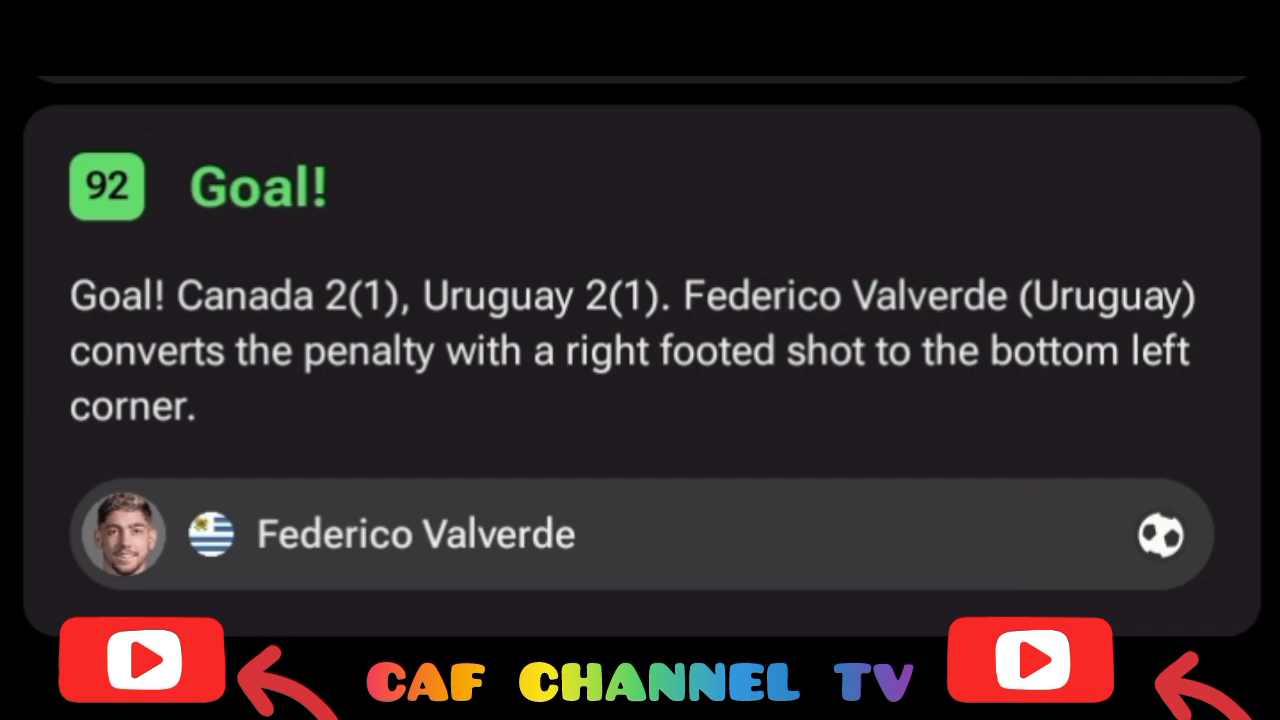 92 Goal!
Goal! Canada 2(1), Uruguay 2(1). Federico Valverde (Uruguay)
converts the penalty with a right footed shot to the bottom left
corner.
Federico Valverde
CAF CHANNEL TV